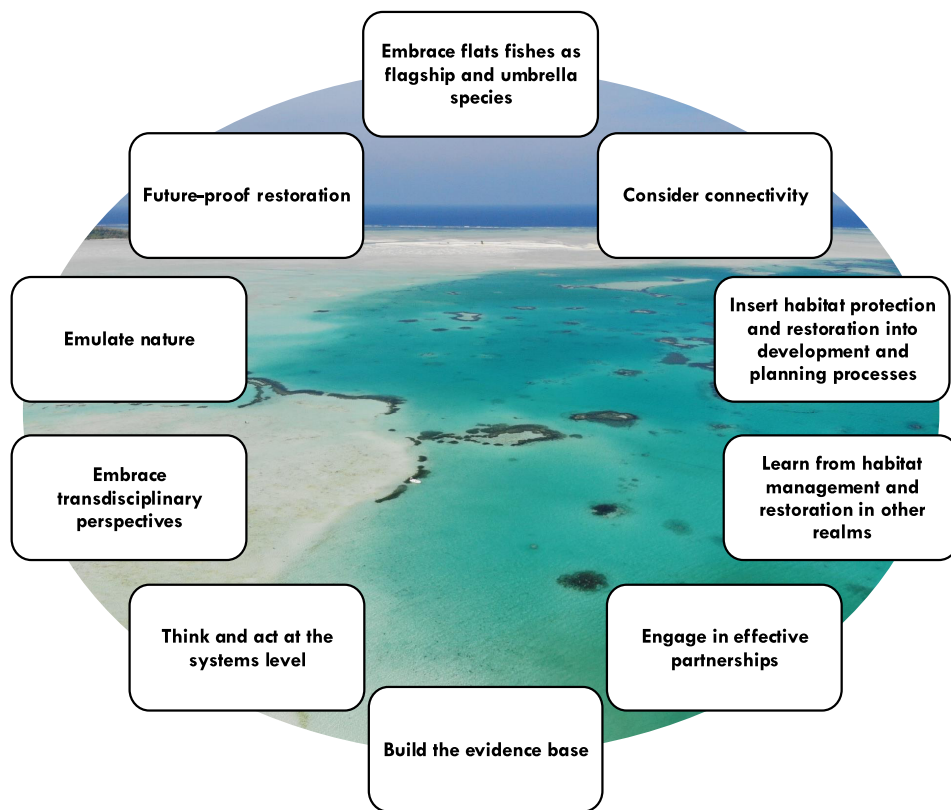 Embrace flats fishes as
flagship and umbrella
species
Future-proof restoration
Consider connectivity
Emulate nature
Insert habitat protection
and restoration into
development and
planning processes
Embrace
transdisciplinary
perspectives
Learn from habitat
management and
restoration in other
realms
Think and act at the
systems level
Engage in effective
partnerships
Build the evidence base